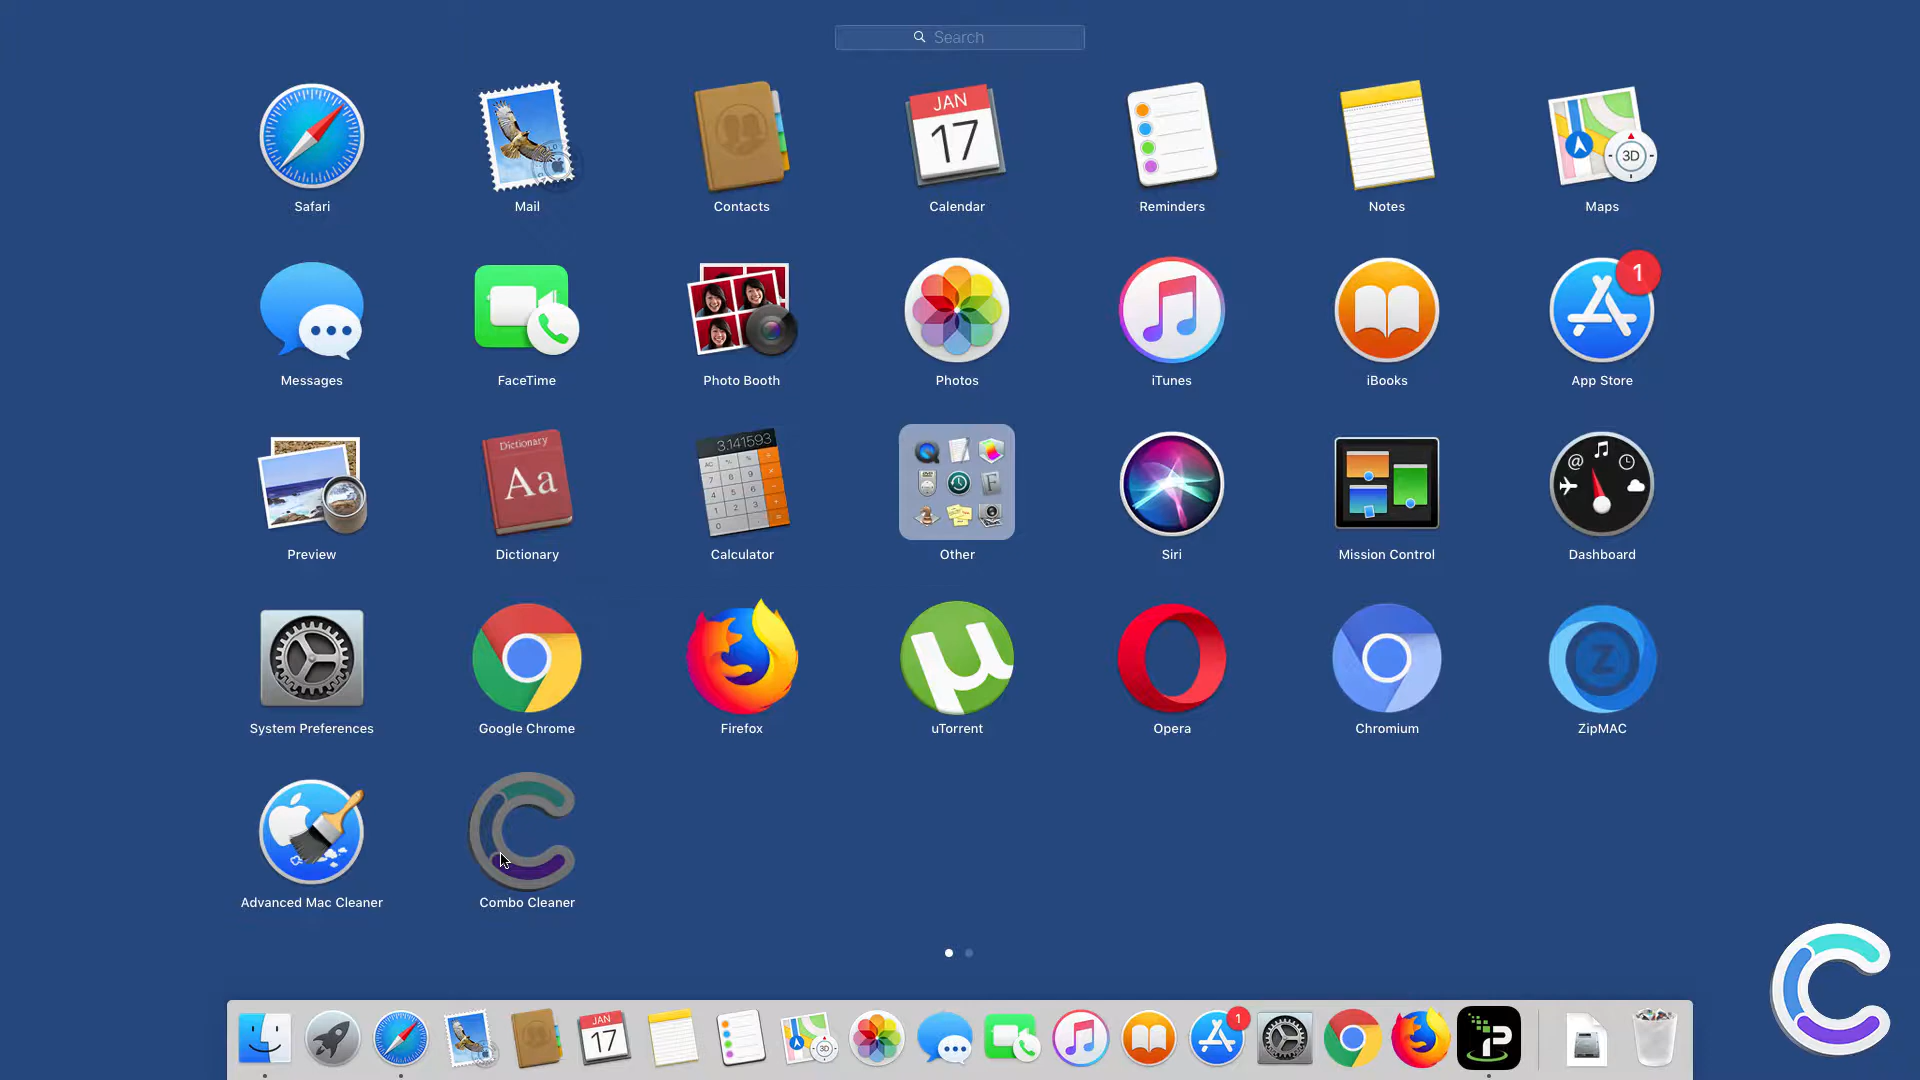 Search
JAN
17
3D
Safari
Mail
Contacts
Calendar
Reminders
Notes
Maps
1
Messages
FaceTime
Photo Booth
Photos
iTunes
iBooks
App Store
Dictionary
Aa
3.141593
Preview
Dictionary
Calculator
Other
Siri
Mission Control
Dashboard
µ
Z
System Preferences
Google Chrome
Firefox
uTorrent
Opera
Chromium
ZipMAC
Advanced Mac Cleaner
Combo Cleaner
JAN
17
3D
1
P